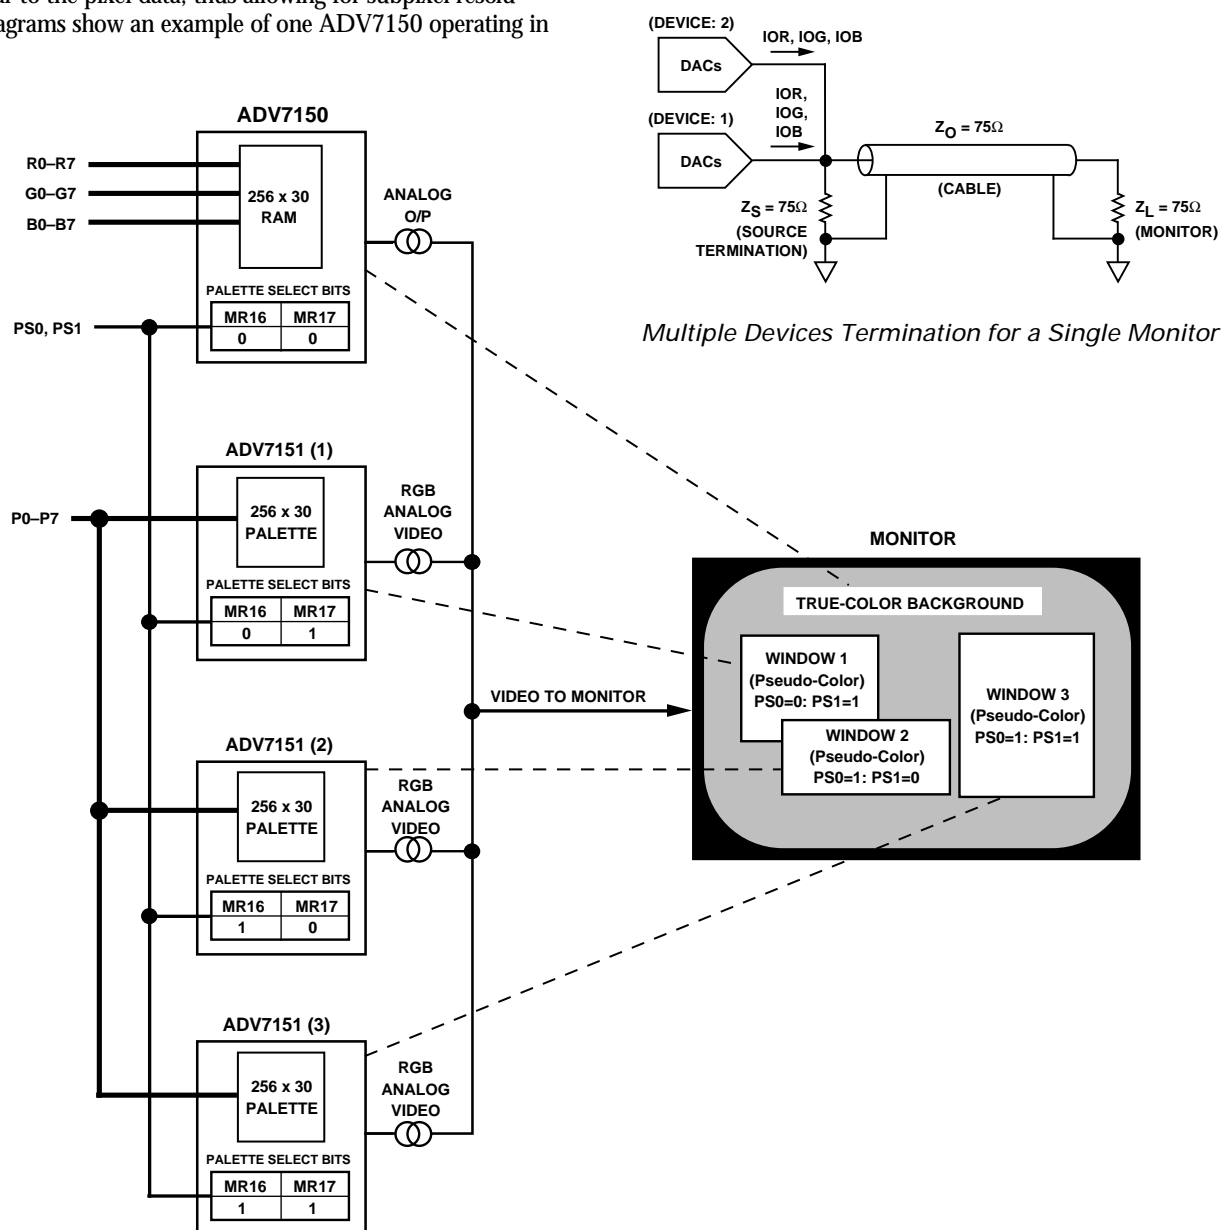 ar to the pixel data, thus allowing for subpixel resolu-
agrams show an example of one ADV7150 operating in
(DEVICE: 2)
IOR, IOG, IOB
DACs
IOR,
IOG,
IOB
(DEVICE: 1)
DACs
ZO = 75Ω
(CABLE)
ZS = 75Ω
(SOURCE
TERMINATION)
ZL = 75Ω
(MONITOR)
Multiple Devices Termination for a Single Monitor
ADV7150
R0–R7
G0–G7
B0–B7
256 x 30
RAM
ANALOG
O/P
PALETTE SELECT BITS
MR16 MR17
0 0
PS0, PS1
ADV7151 (1)
P0–P7
256 x 30
PALETTE
RGB
ANALOG
VIDEO
PALETTE SELECT BITS
MR16 MR17
0 1
MONITOR
TRUE-COLOR BACKGROUND
WINDOW 1
(Pseudo-Color)
PS0=0: PS1=1
WINDOW 2
(Pseudo-Color)
PS0=1: PS1=0
WINDOW 3
(Pseudo-Color)
PS0=1: PS1=1
VIDEO TO MONITOR
ADV7151 (2)
256 x 30
PALETTE
RGB
ANALOG
VIDEO
PALETTE SELECT BITS
MR16 MR17
1 0
ADV7151 (3)
256 x 30
PALETTE
RGB
ANALOG
VIDEO
PALETTE SELECT BITS
MR16 MR17
1 1